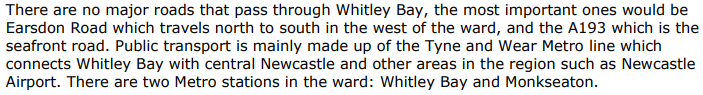 There are no major roads that pass through Whitley Bay, the most important ones would be
Earsdon Road which travels north to south in the west of the ward, and the A193 which is the
seafront road. Public transport is mainly made up of the Tyne and Wear Metro line which
connects Whitley Bay with central Newcastle and other areas in the region such as Newcastle
Airport. There are two Metro stations in the ward: Whitley Bay and Monkseaton.